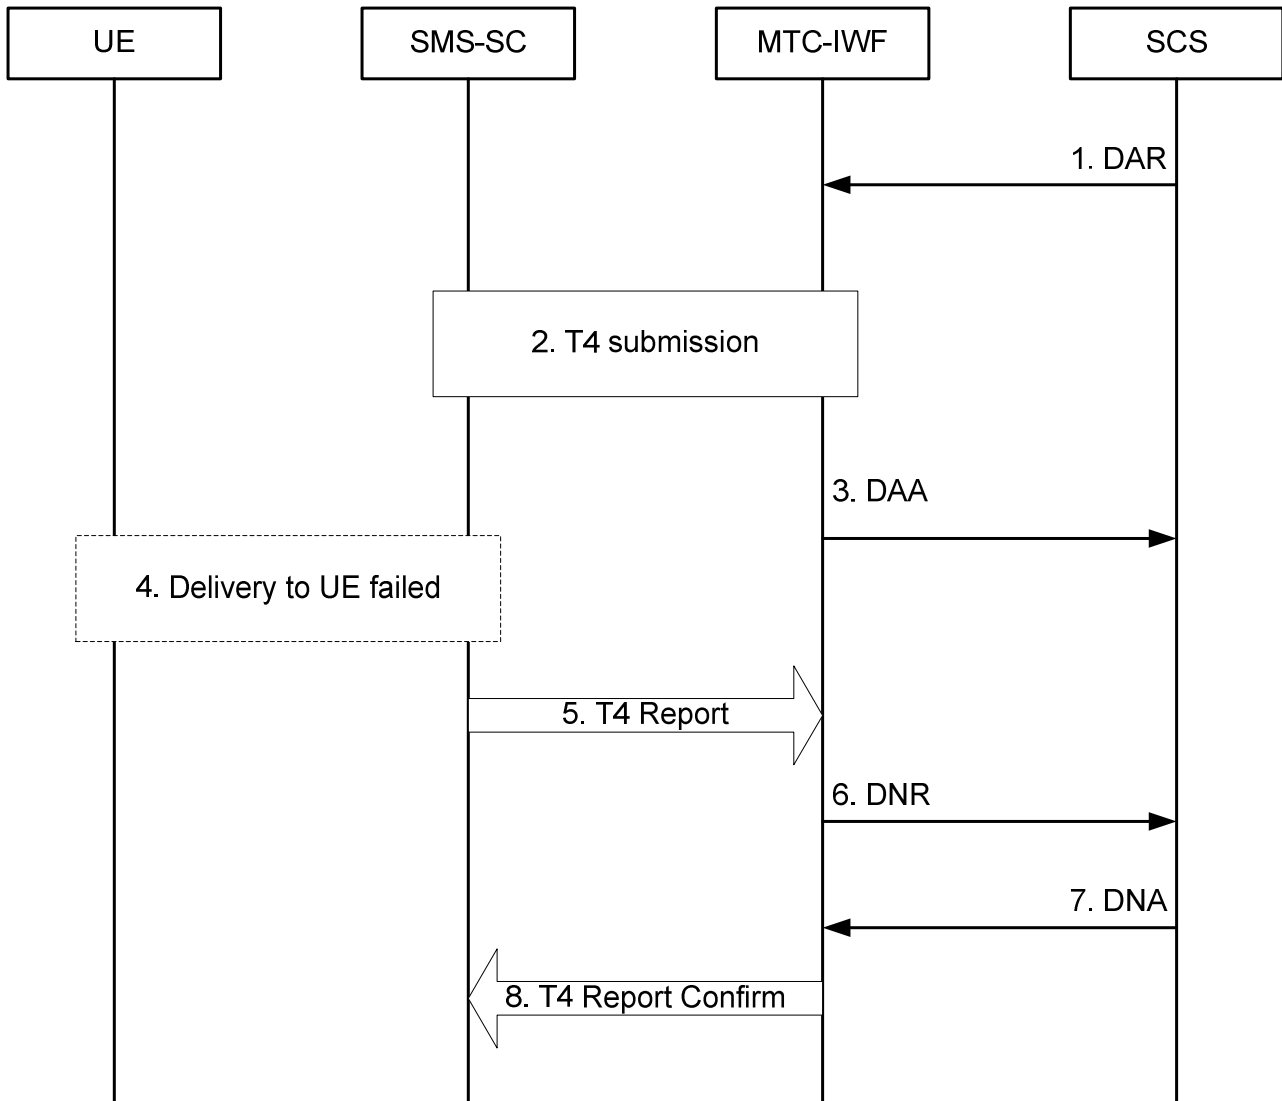 UE
SMS-SC
MTC-IWF
SCS
1. DAR
2. T4 submission
3. DAA
4. Delivery to UE failed
5. T4 Report
6. DNR
7. DNA
8. T4 Report Confirm